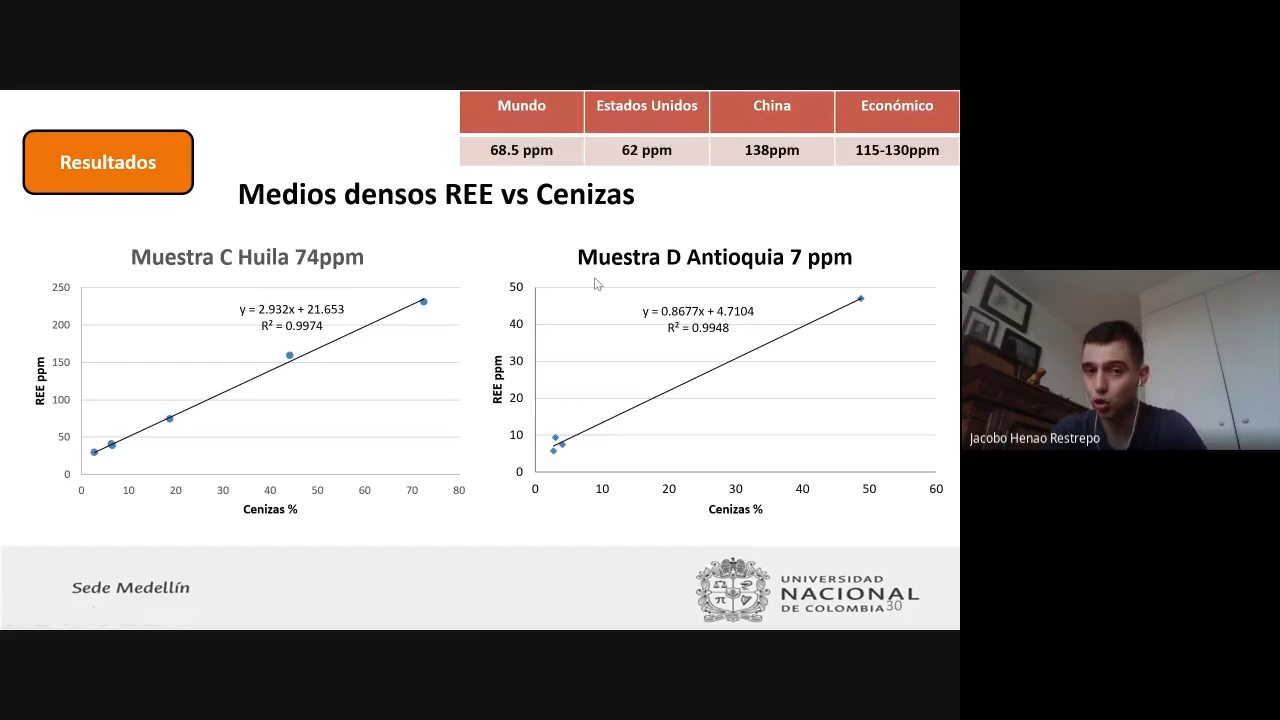 Mundo
Estados Unidos
China
Económico
68.5 ppm
62 ppm
138ppm
115-130ppm
Resultados
Medios densos REE vs Cenizas
Muestra C Huila 74ppm
250
200
150
100
50
0
REE ppm
y = 2.932x + 21.653
R² = 0.9974
0 10 20 30 40 50 60 70 80
Cenizas %
Muestra D Antioquia 7 ppm
50
40
30
20
10
0
REE ppm
y = 0.8677x + 4.7104
R² = 0.9948
0 10 20 30 40 50 60
Cenizas %
Jacobo Henao Restrepo
Sede Medellín
UNIVERSIDAD
NACIONAL
DE COLOMBIA
30